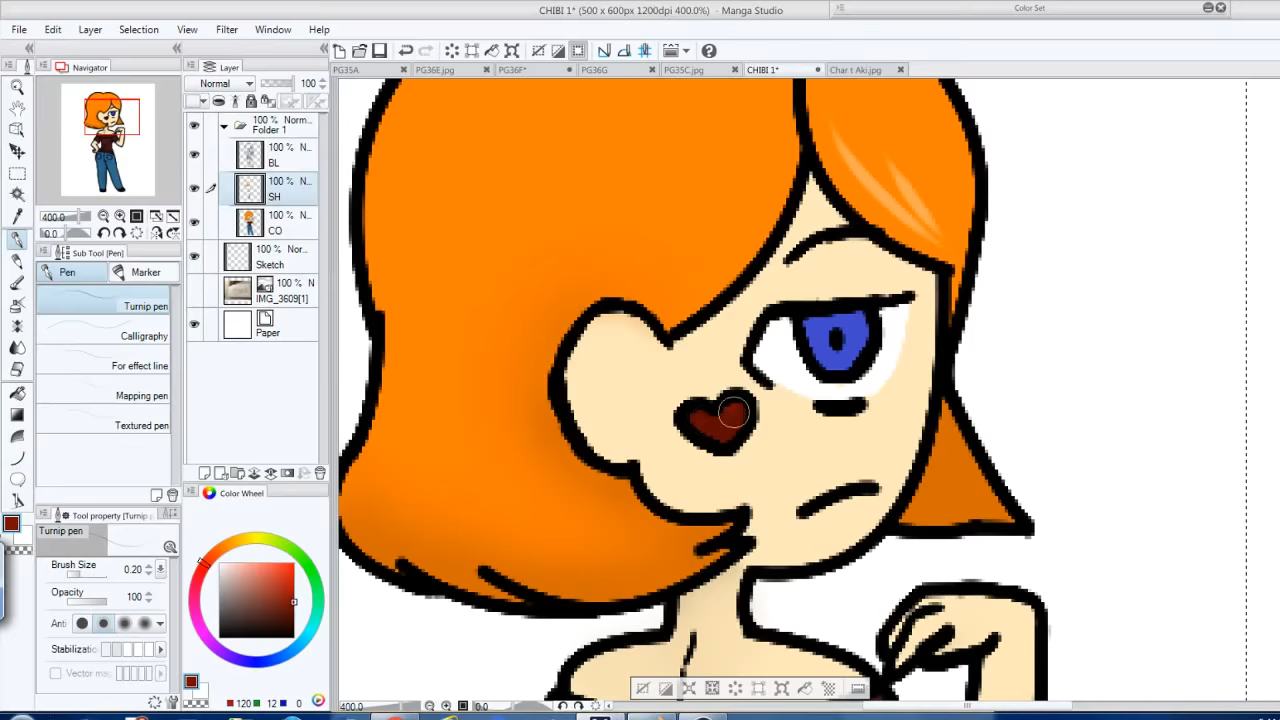 CHIBI 1* (500 x 600px 1200dpi 400.0%) - Manga Studio
Color Set
File Edit Layer Selection View Filter Window Help
PG35A PG36E.jpg PG36F* PG36G PG35C.jpg CHIBI 1* Char t Aki.jpg
Navigator
Layer
Normal 100
100 % Norm..
Folder 1
100 % N..
BL
100 % N..
SH
100 % N..
CO
100 % Nor..
Sketch
100 % N
IMG_3609[1]
Paper
400.0
0.0
Sub Tool [Pen]
Pen Marker
Turnip pen
Calligraphy
For effect line
Mapping pen
Textured pen
Tool property [Turnip p
Turnip pen
Brush Size 0.20
Opacity 100
Anti
Stabilizatio
Vector ma
Color Wheel
120 12 0
400.0 0.0